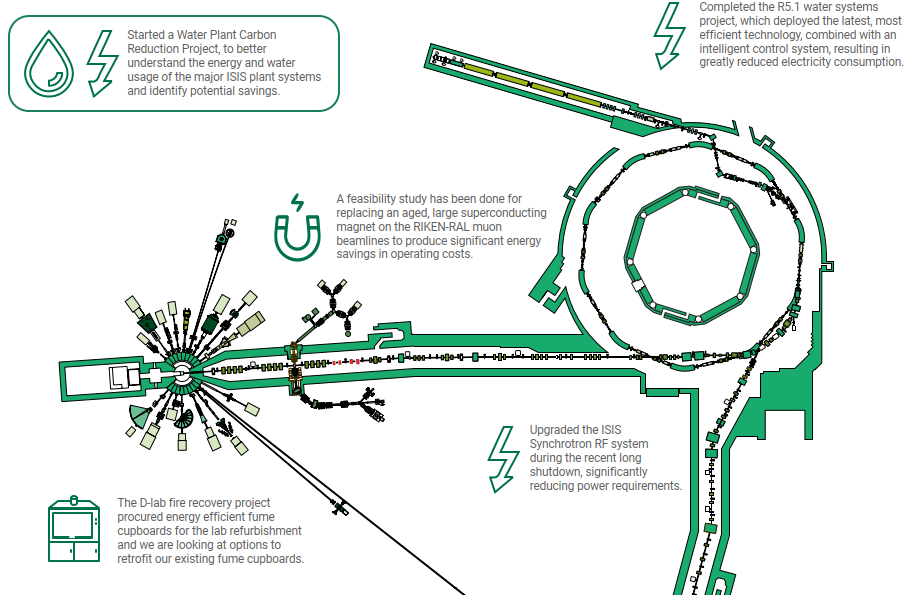 Started a Water Plant Carbon
Reduction Project, to better
understand the energy and water
usage of the major ISIS plant systems
and identify potential savings.
Completed the R5.1 water systems
project, which deployed the latest, most
efficient technology, combined with an
intelligent control system, resulting in
greatly reduced electricity consumption.
A feasibility study has been done for
replacing an aged, large superconducting
magnet on the RIKEN-RAL muon
beamlines to produce significant energy
savings in operating costs.
Upgraded the ISIS
Synchrotron RF system
during the recent long
shutdown, significantly
reducing power requirements.
The D-lab fire recovery project
procured energy efficient fume
cupboards for the lab refurbishment
and we are looking at options to
retrofit our existing fume cupboards.